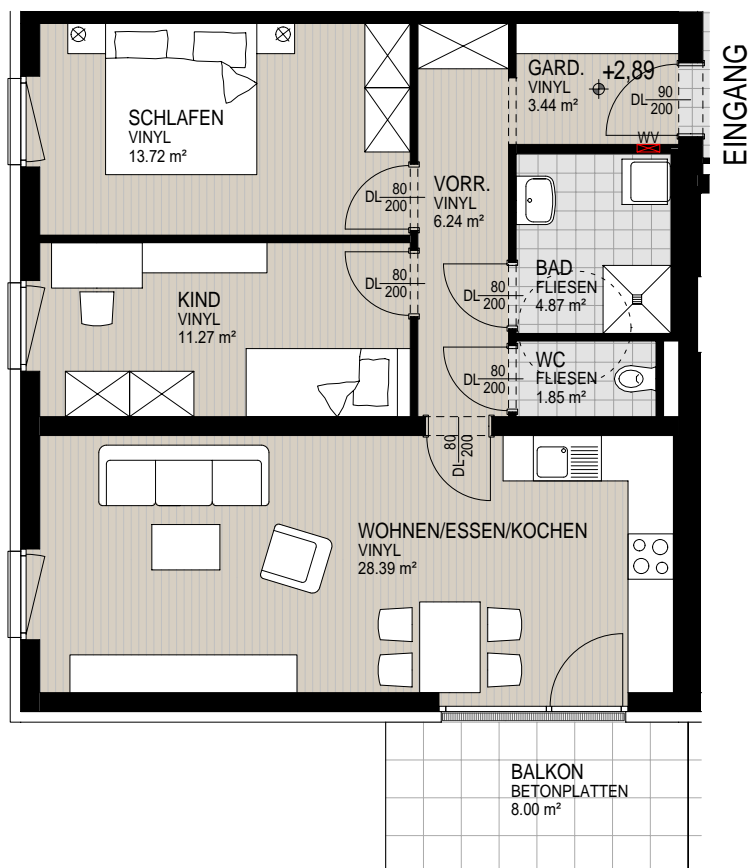 GARD.
VINYL
3.44 m²
+2,89
DL 90
200
EINGANG
WV
SCHLAFEN
VINYL
13.72 m²
DL 80
200
VORR.
VINYL
6.24 m²
KIND
VINYL
11.27 m²
DL 80
200
BAD
FLIESEN
4.87 m²
DL 80
200
WC
FLIESEN
1.85 m²
DL 80
200
DL 80
200
WOHNEN/ESSEN/KOCHEN
VINYL
28.39 m²
BALKON
BETONPLATTEN
8.00 m²